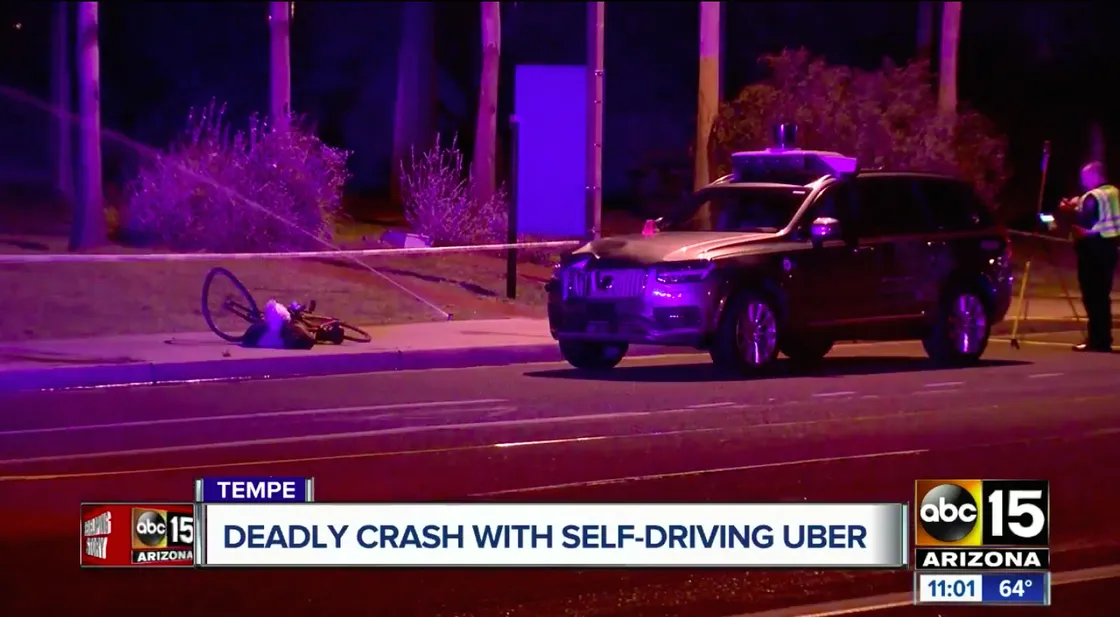 TEMPE
abc 15
ARIZONA
DEADLY CRASH WITH SELF-DRIVING UBER
abc 15
ARIZONA
11:01 64°